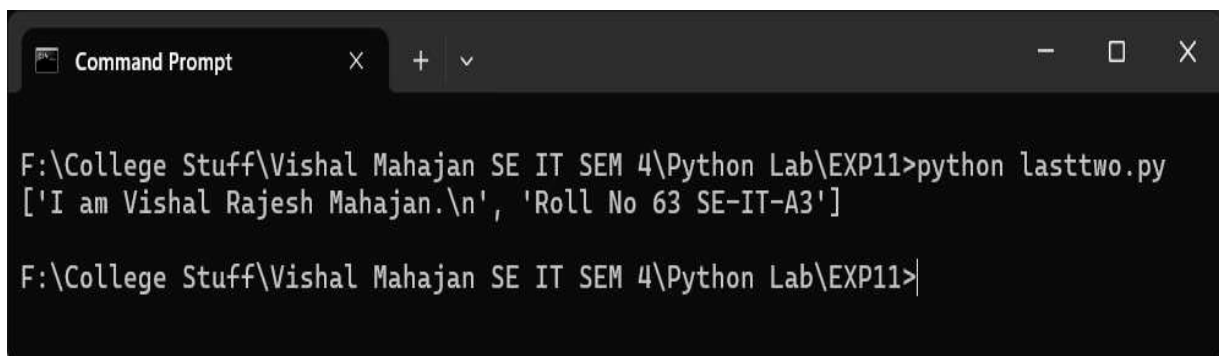 Command Prompt
F:\College Stuff\Vishal Mahajan SE IT SEM 4\Python Lab\EXP11>python lasttwo.py
['I am Vishal Rajesh Mahajan.\n', 'Roll No 63 SE-IT-A3']
F:\College Stuff\Vishal Mahajan SE IT SEM 4\Python Lab\EXP11>